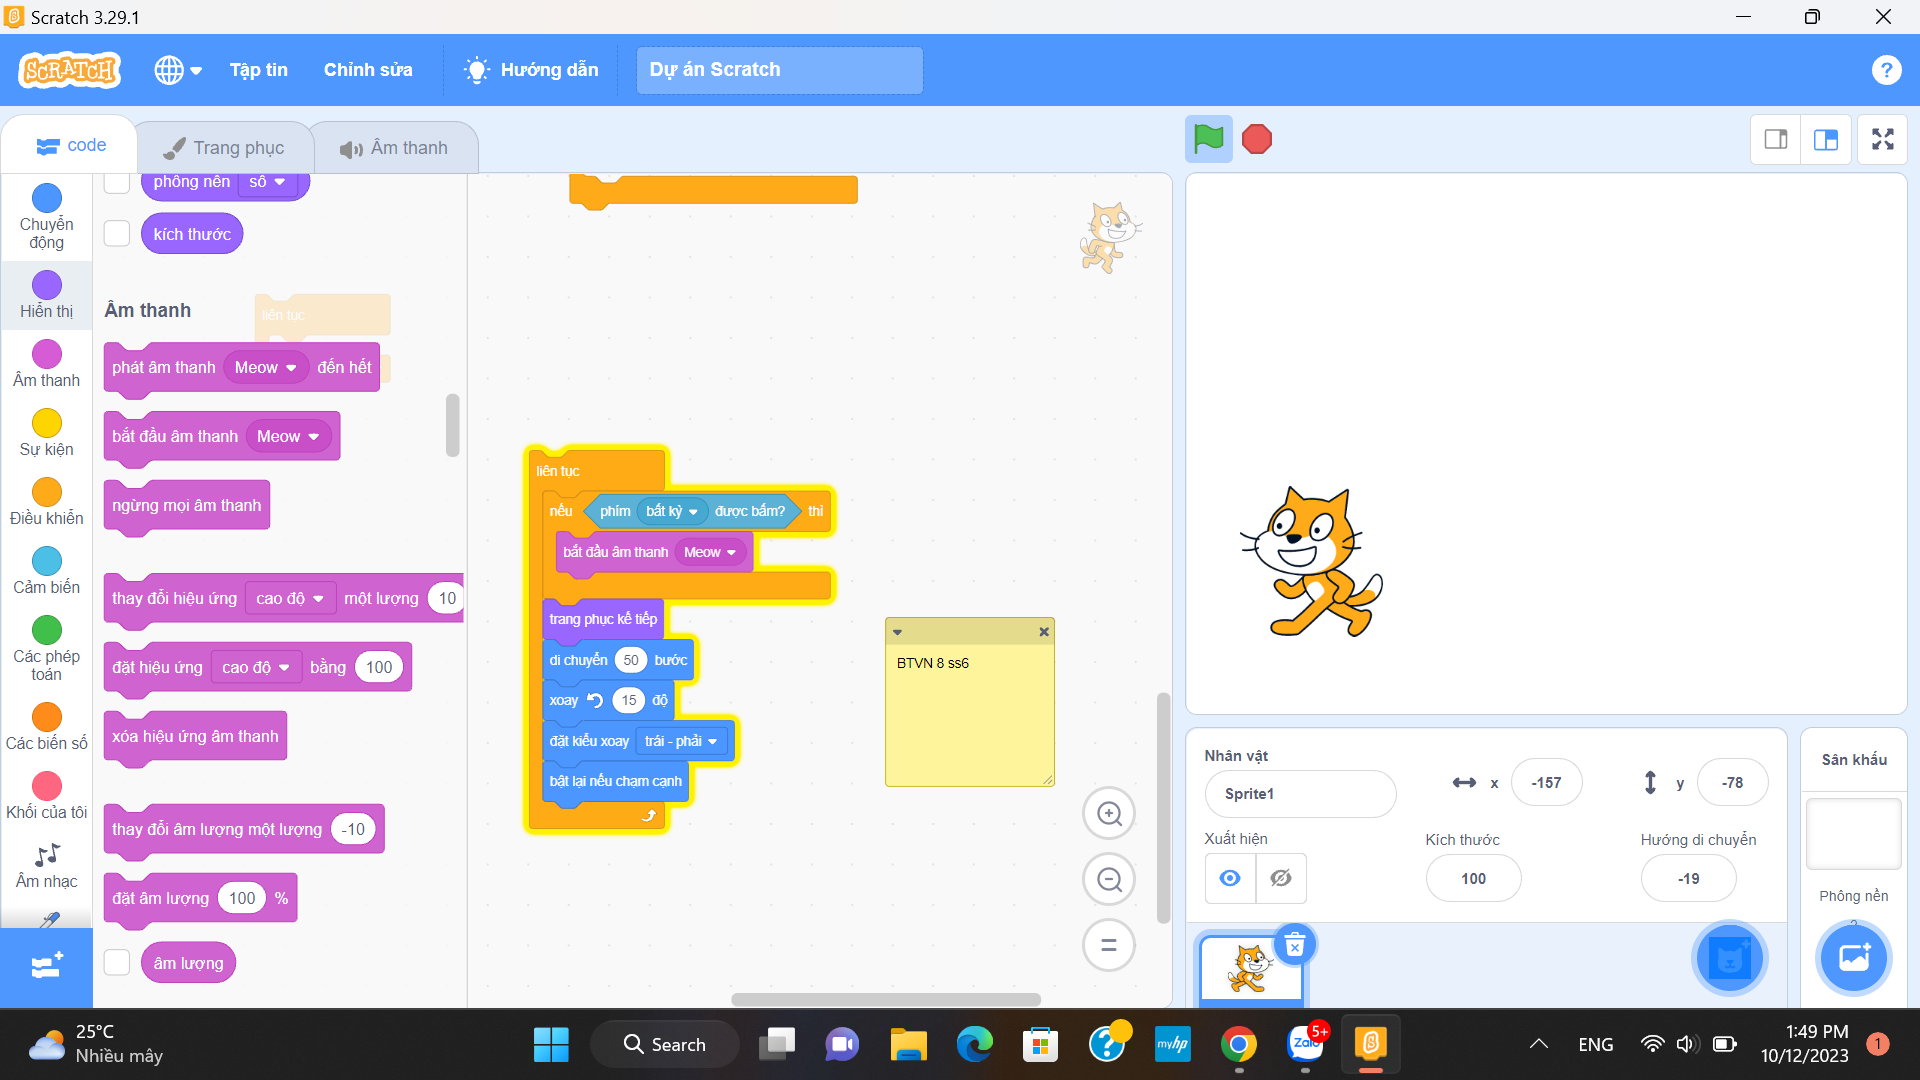 Scratch 3.29.1
SCRATCH
Tập tin
Chỉnh sửa
Hướng dẫn
Dự án Scratch
?
code
Trang phục
Âm thanh
Chuyển
động
Hiển thị
Âm thanh
Sự kiện
Điều khiển
Cảm biến
Các phép
toán
Các biến số
Khối của tôi
Âm nhạc
phông nền số
kích thước
Âm thanh
liên tục
phát âm thanh Meow đến hết
bắt đầu âm thanh Meow
ngừng mọi âm thanh
thay đổi hiệu ứng cao độ một lượng 10
đặt hiệu ứng cao độ bằng 100
xóa hiệu ứng âm thanh
thay đổi âm lượng một lượng -10
đặt âm lượng 100 %
âm lượng
liên tục
nếu phím bất kỳ được bấm? thì
bắt đầu âm thanh Meow
trang phục kế tiếp
di chuyển 50 bước
xoay 15 độ
đặt kiểu xoay trái - phải
bật lại nếu chạm cạnh
BTVN 8 ss6
Nhân vật
Sprite1
x -157
y -78
Xuất hiện
Kích thước
100
Hướng di chuyển
-19
Sân khấu
Phông nền
25°C
Nhiều mây
Search
myhp
Zalo
5+
ENG
1:49 PM
10/12/2023
1